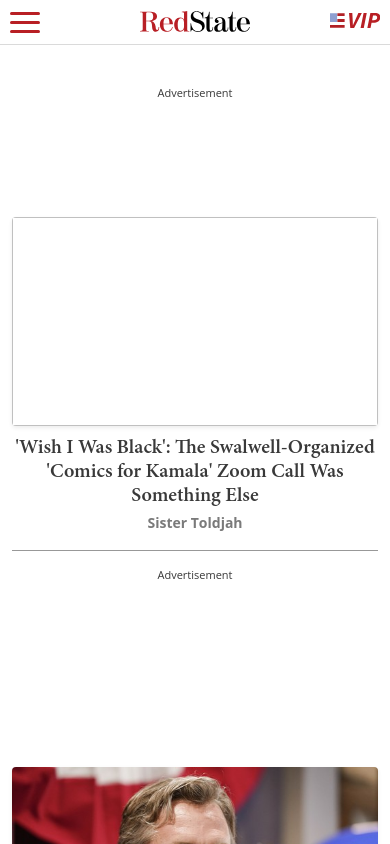 RedState
VIP
Advertisement
'Wish I Was Black': The Swalwell-Organized
'Comics for Kamala' Zoom Call Was
Something Else
Sister Toldjah
Advertisement